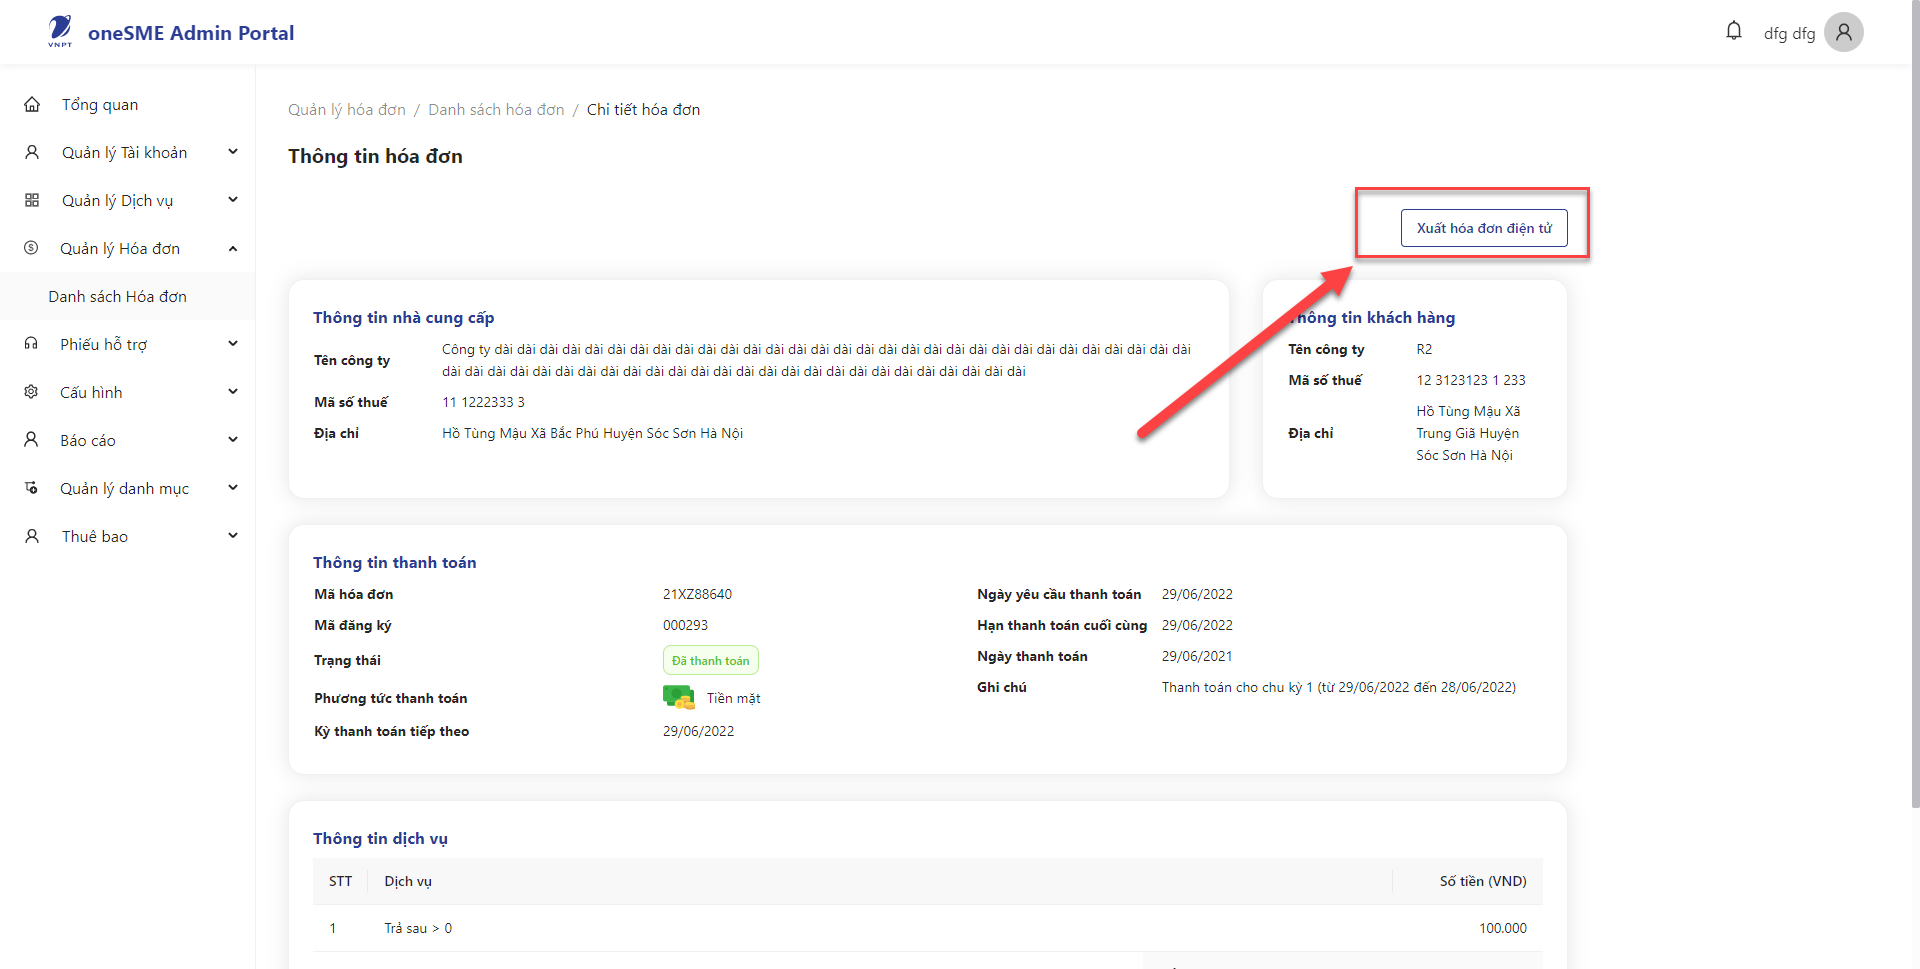 VNPT
oneSME Admin Portal
dfg dfg
Tổng quan
Quản lý Tài khoản
Quản lý Dịch vụ
Quản lý Hóa đơn
Danh sách Hóa đơn
Phiếu hỗ trợ
Cấu hình
Báo cáo
Quản lý danh mục
Thuê bao
Quản lý hóa đơn / Danh sách hóa đơn / Chi tiết hóa đơn
Thông tin hóa đơn
Xuất hóa đơn điện tử
Thông tin nhà cung cấp
Tên công ty
Công ty dài dài dài dài dài dài dài dài dài dài dài dài dài dài dài dài dài dài dài dài dài dài dài dài dài dài dài dài dài dài dài
dài dài dài dài dài dài dài dài dài dài dài dài dài dài dài dài dài dài dài dài dài dài dài dài dài dài
Mã số thuế 11 1222333 3
Địa chỉ Hồ Tùng Mậu Xã Bắc Phú Huyện Sóc Sơn Hà Nội
hông tin khách hàng
Tên công ty R2
Mã số thuế 12 3123123 1 233
Địa chỉ
Hồ Tùng Mậu Xã
Trung Giã Huyện
Sóc Sơn Hà Nội
Thông tin thanh toán
Mã hóa đơn 21XZ88640
Mã đăng ký 000293
Trạng thái Đã thanh toán
Phương tức thanh toán Tiền mặt
Kỳ thanh toán tiếp theo 29/06/2022
Ngày yêu cầu thanh toán 29/06/2022
Hạn thanh toán cuối cùng 29/06/2022
Ngày thanh toán 29/06/2021
Ghi chú Thanh toán cho chu kỳ 1 (từ 29/06/2022 đến 28/06/2022)
Thông tin dịch vụ
STT Dịch vụ Số tiền (VND)
1 Trả sau > 0 100.000